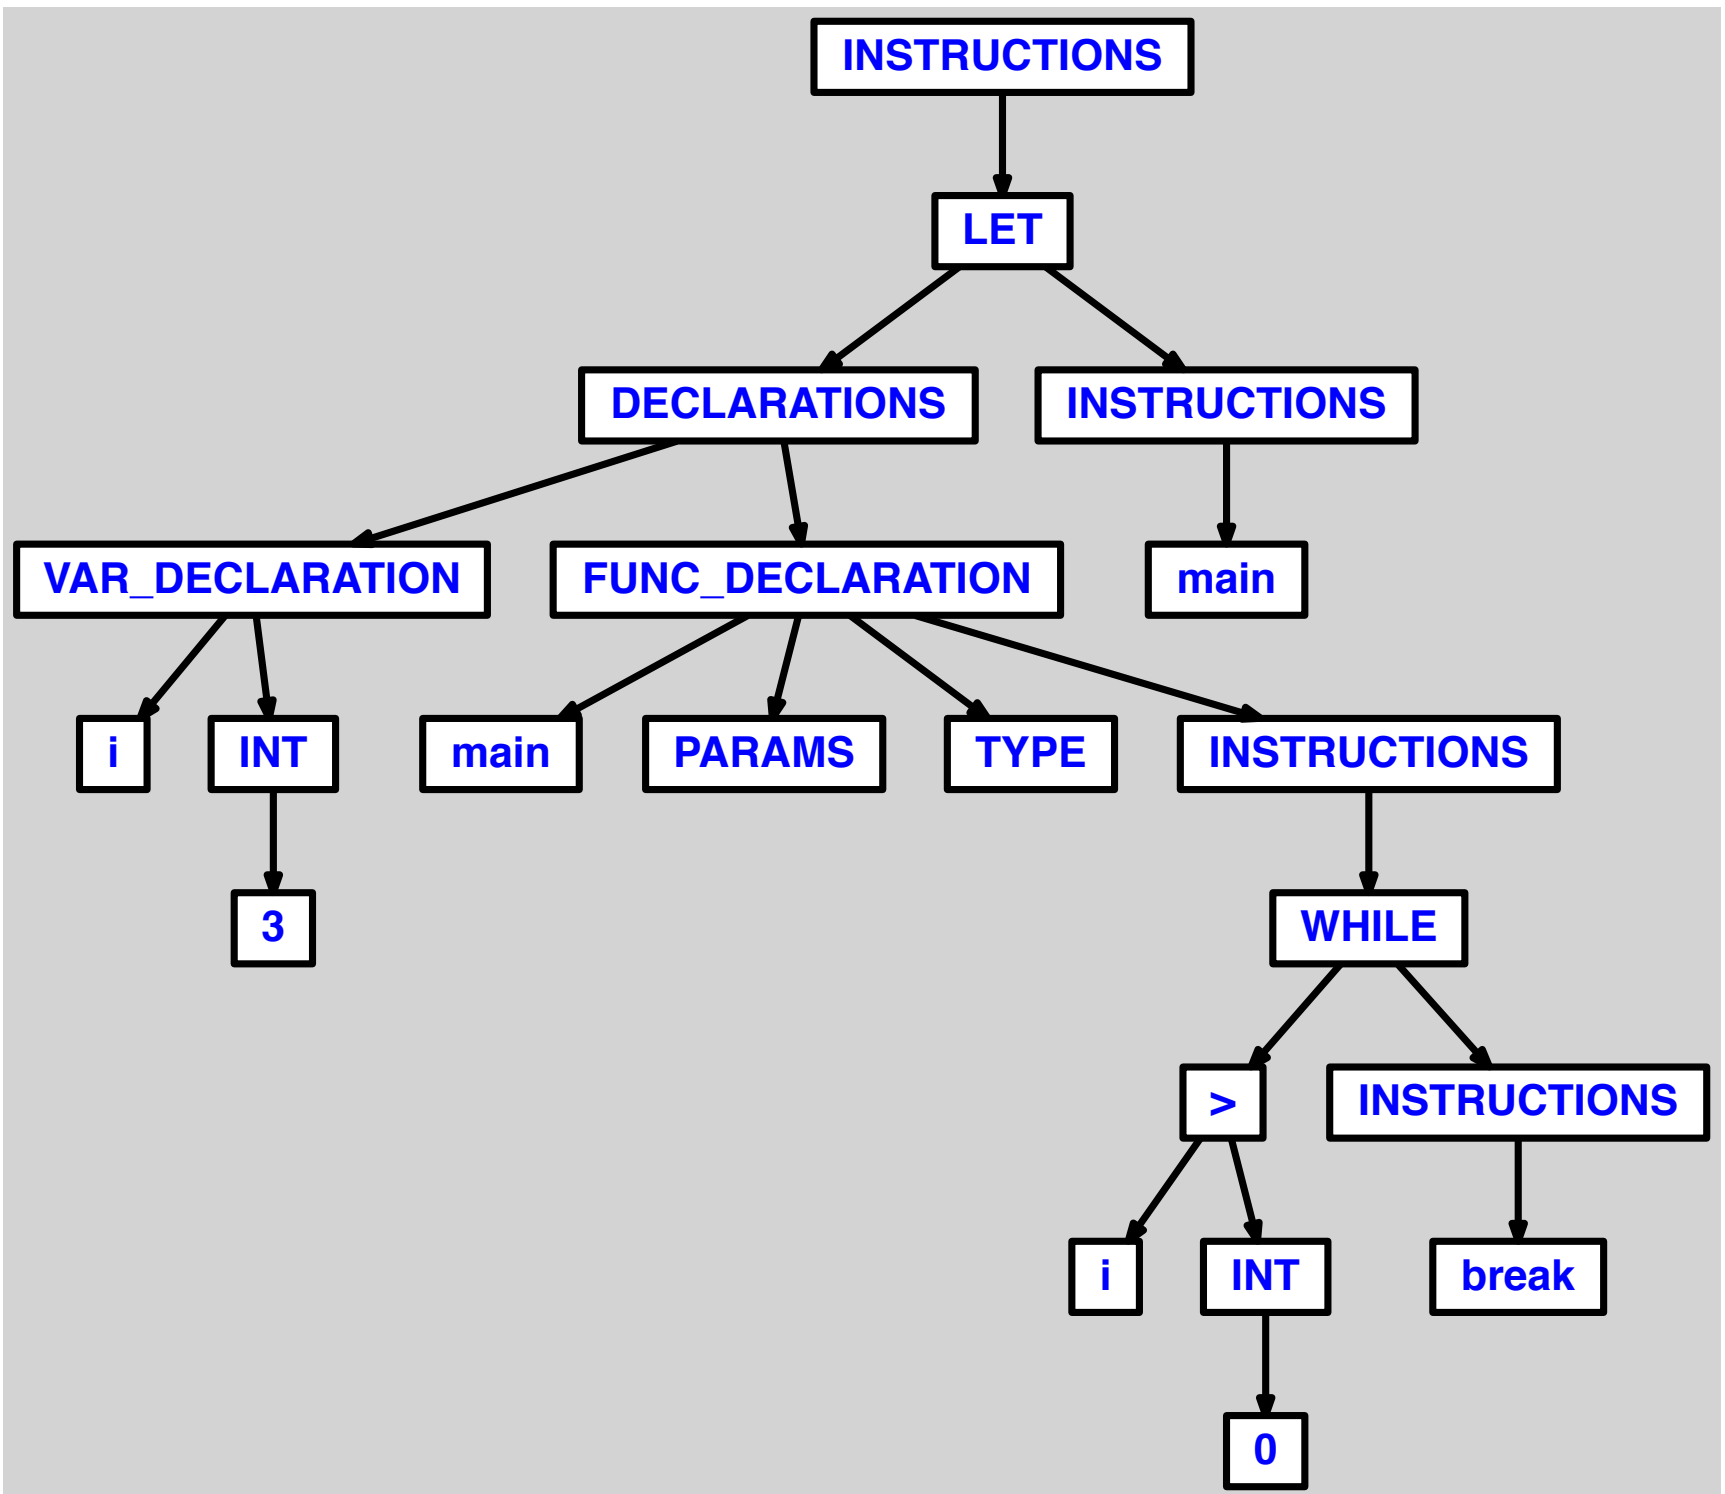 INSTRUCTIONS
LET
DECLARATIONS
INSTRUCTIONS
VAR_DECLARATION
FUNC_DECLARATION
main
i
INT
main
PARAMS
TYPE
INSTRUCTIONS
3
WHILE
>
INSTRUCTIONS
i
INT
break
0